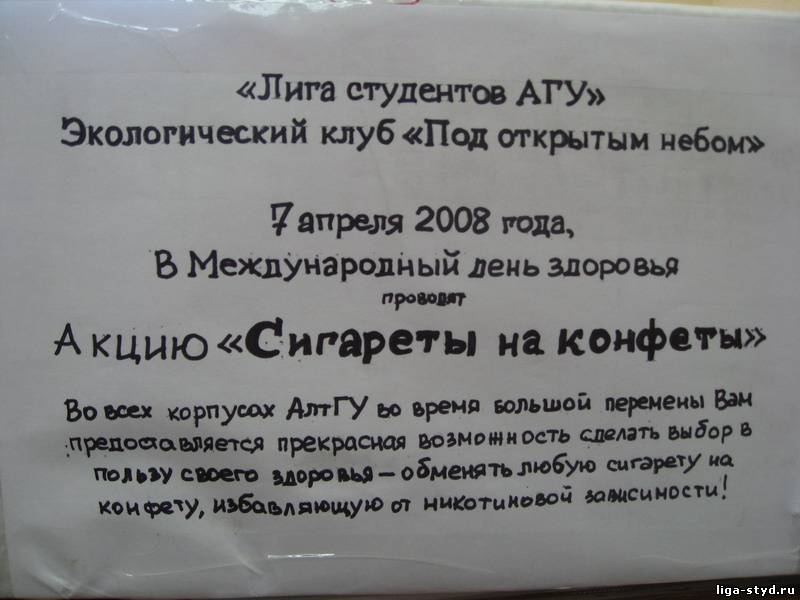 «Лига студентов АГУ»
Экологический клуб «Под открытым небом»
7 апреля 2008 года,
В Международный день здоровья
проводят
Акцию «Сигареты на конфеты»
Во всех корпусах АлтГУ во время большой перемены Вам
предоставляется прекрасная возможность сделать выбор в
пользу своего здоровья – обменять любую сигарету на
конфету, избавляющую от никотиновой зависимости!
liga-styd.ru